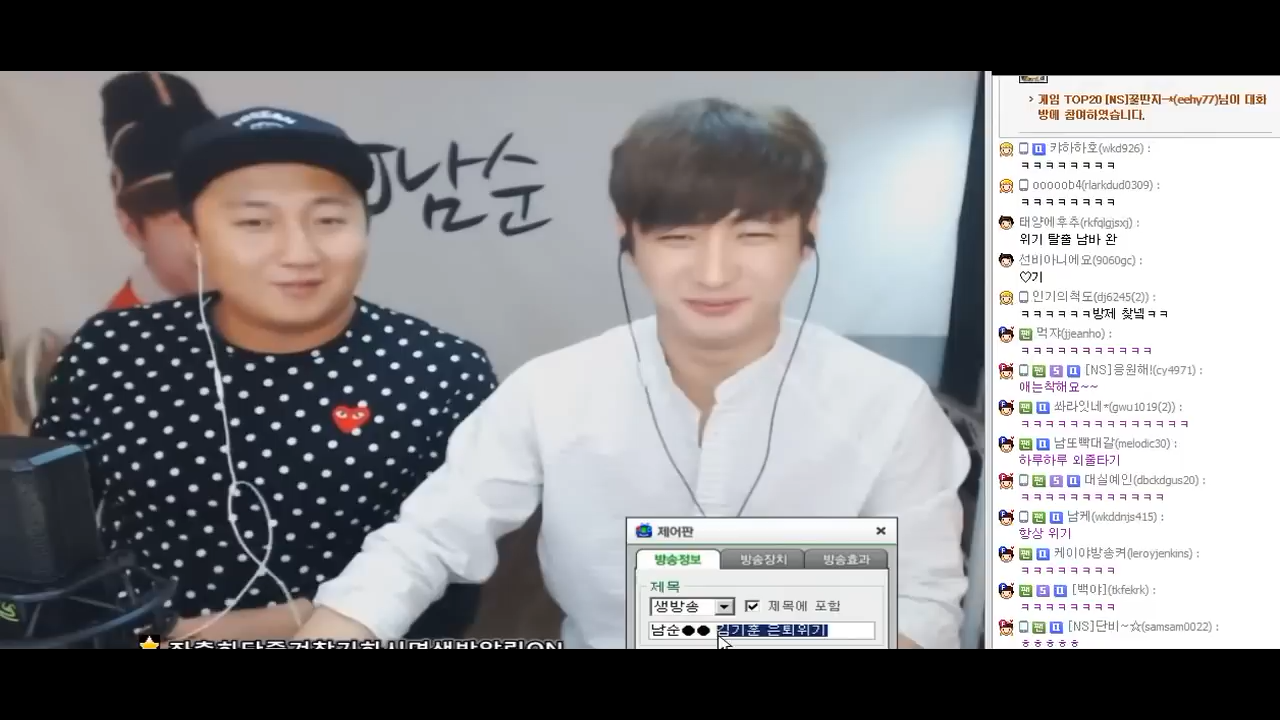 남순
게임 TOP20 [NS]꿀딴지→*(eehy77)님이 대화
방에 참여하였습니다.
캬하하호(wkd926) :
ㅋㅋㅋㅋㅋㅋㅋㅋ
ooooob4(rlarkdud0309) :
ㅋㅋㅋㅋㅋㅋㅋㅋ
태양에후추(rkfqlgjsxj) :
위기 탈출 남바 완
선비아니에요(9060gc) :
♡기
인기의척도(dj6245(2)) :
ㅋㅋㅋㅋㅋㅋ방제 찾넼ㅋㅋ
먹쟈(jjeanho) :
ㅋㅋㅋㅋㅋㅋㅋㅋㅋㅋㅋ
[NS]응원해!(cy4971) :
애는착해요~~
쏴라잇네*(gwu1019(2)) :
ㅋㅋㅋㅋㅋㅋㅋㅋㅋㅋㅋㅋㅋㅋ
남또빡대갈(melodic30) :
하루하루 외줄타기
대실예인(dbckdgus20) :
ㅋㅋㅋㅋㅋㅋㅋㅋㅋㅋㅋㅋ
남케(wkddnjs415) :
항상 위기
케이야방송켜(leroyjenkins) :
ㅋㅋㅋㅋㅋㅋㅋㅋ
[백야](tkfekrk) :
ㅋㅋㅋㅋㅋㅋㅋㅋ
[NS]단비~☆(samsam0022) :
ㅎㅎㅎㅎㅎ
제어판
방송정보 방송장치 방송효과
제목
생방송 제목에 포함
남순●● 김기훈 은퇴위기